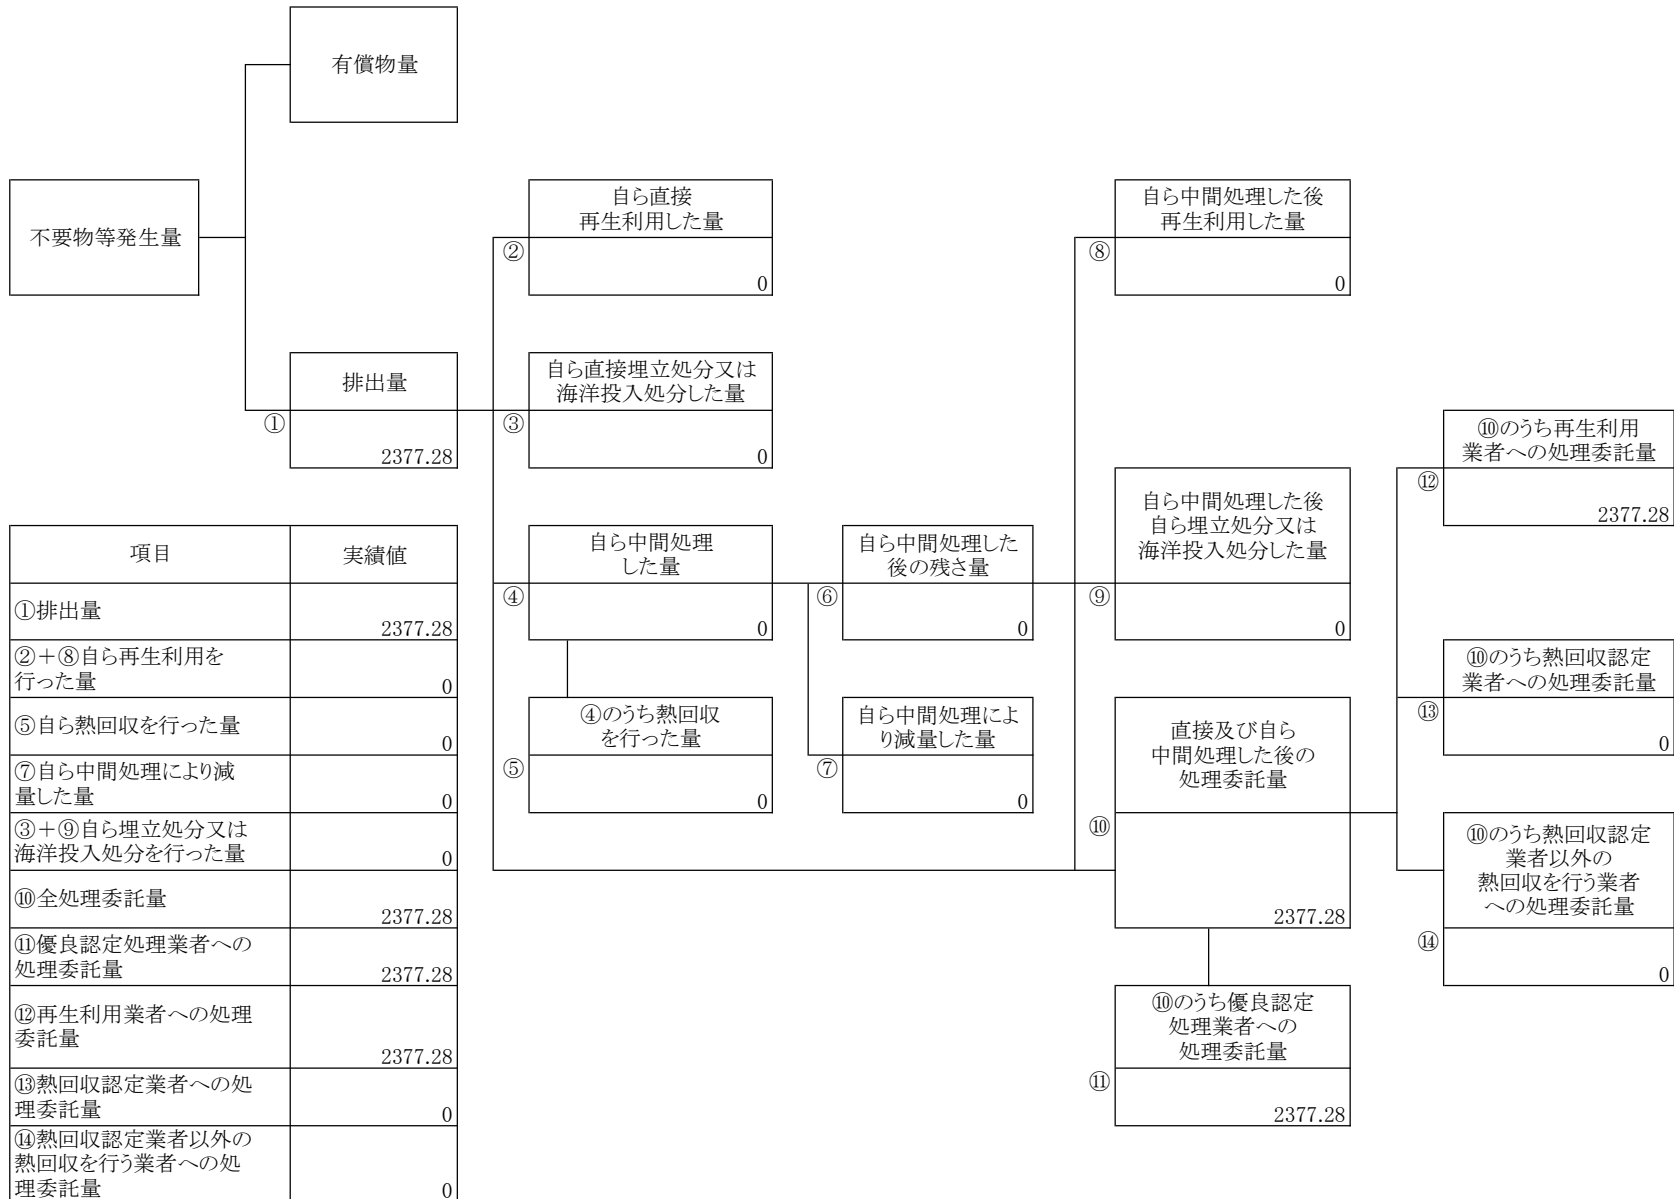 有償物量
不要物等発生量
排出量
①
2377.28
自ら直接
再生利用した量
②
0
自ら直接埋立処分又は
海洋投入処分した量
③
0
自ら中間処理
した量
④
0
④のうち熱回収
を行った量
⑤
0
自ら中間処理した
後の残さ量
⑥
0
自ら中間処理によ
り減量した量
⑦
0
自ら中間処理した後
再生利用した量
⑧
0
自ら中間処理した後
自ら埋立処分又は
海洋投入処分した量
⑨
0
直接及び自ら
中間処理した後の
処理委託量
⑩
2377.28
⑩のうち優良認定
処理業者への
処理委託量
⑪
2377.28
⑩のうち再生利用
業者への処理委託量
⑫
2377.28
⑩のうち熱回収認定
業者への処理委託量
⑬
0
⑩のうち熱回収認定
業者以外の
熱回収を行う業者
への処理委託量
⑭
0
項目 実績値
①排出量
2377.28
②＋⑧自ら再生利用を
行った量 0
⑤自ら熱回収を行った量
0
⑦自ら中間処理により減
量した量 0
③＋⑨自ら埋立処分又は
海洋投入処分を行った量 0
⑩全処理委託量
2377.28
⑪優良認定処理業者への
処理委託量 2377.28
⑫再生利用業者への処理
委託量
2377.28
⑬熱回収認定業者への処
理委託量 0
⑭熱回収認定業者以外の
熱回収を行う業者への処
理委託量 0